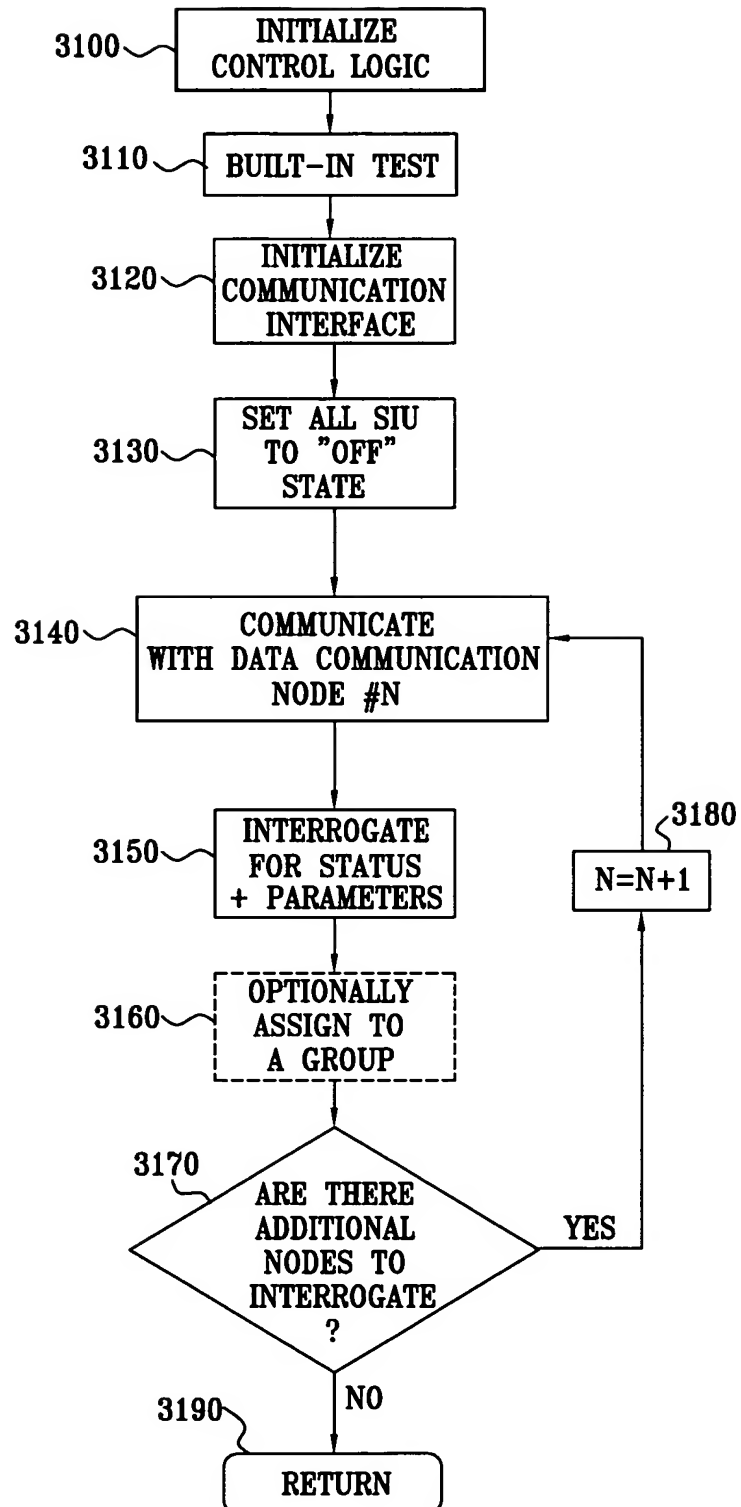 3100
INITIALIZE
CONTROL LOGIC
3110
BUILT-IN TEST
3120
INITIALIZE
COMMUNICATION
INTERFACE
3130
SET ALL SIU
TO "OFF"
STATE
3140
COMMUNICATE
WITH DATA COMMUNICATION
NODE #N
3150
INTERROGATE
FOR STATUS
+ PARAMETERS
3180
N=N+1
3160
OPTIONALLY
ASSIGN TO
A GROUP
3170
ARE THERE
ADDITIONAL
NODES TO
INTERROGATE
?
YES
NO
3190
RETURN